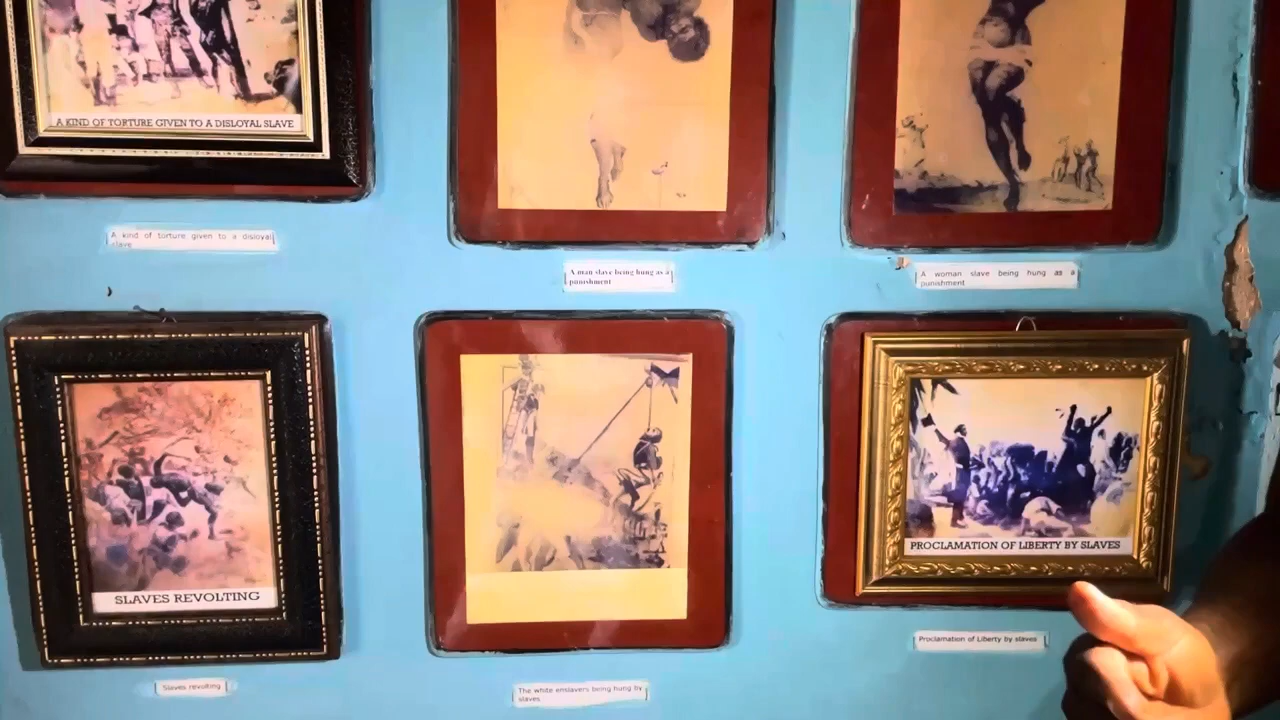 A KIND OF TORTURE GIVEN TO A DISLOYAL SLAVE
A kind of torture given to a disloyal
slave
A man slave being hung as a
punishment
A woman slave being hung as a
punishment
SLAVES REVOLTING
PROCLAMATION OF LIBERTY BY SLAVES
Slaves revolting
The white enslavers being hung by
slaves
Proclamation of Liberty by slaves